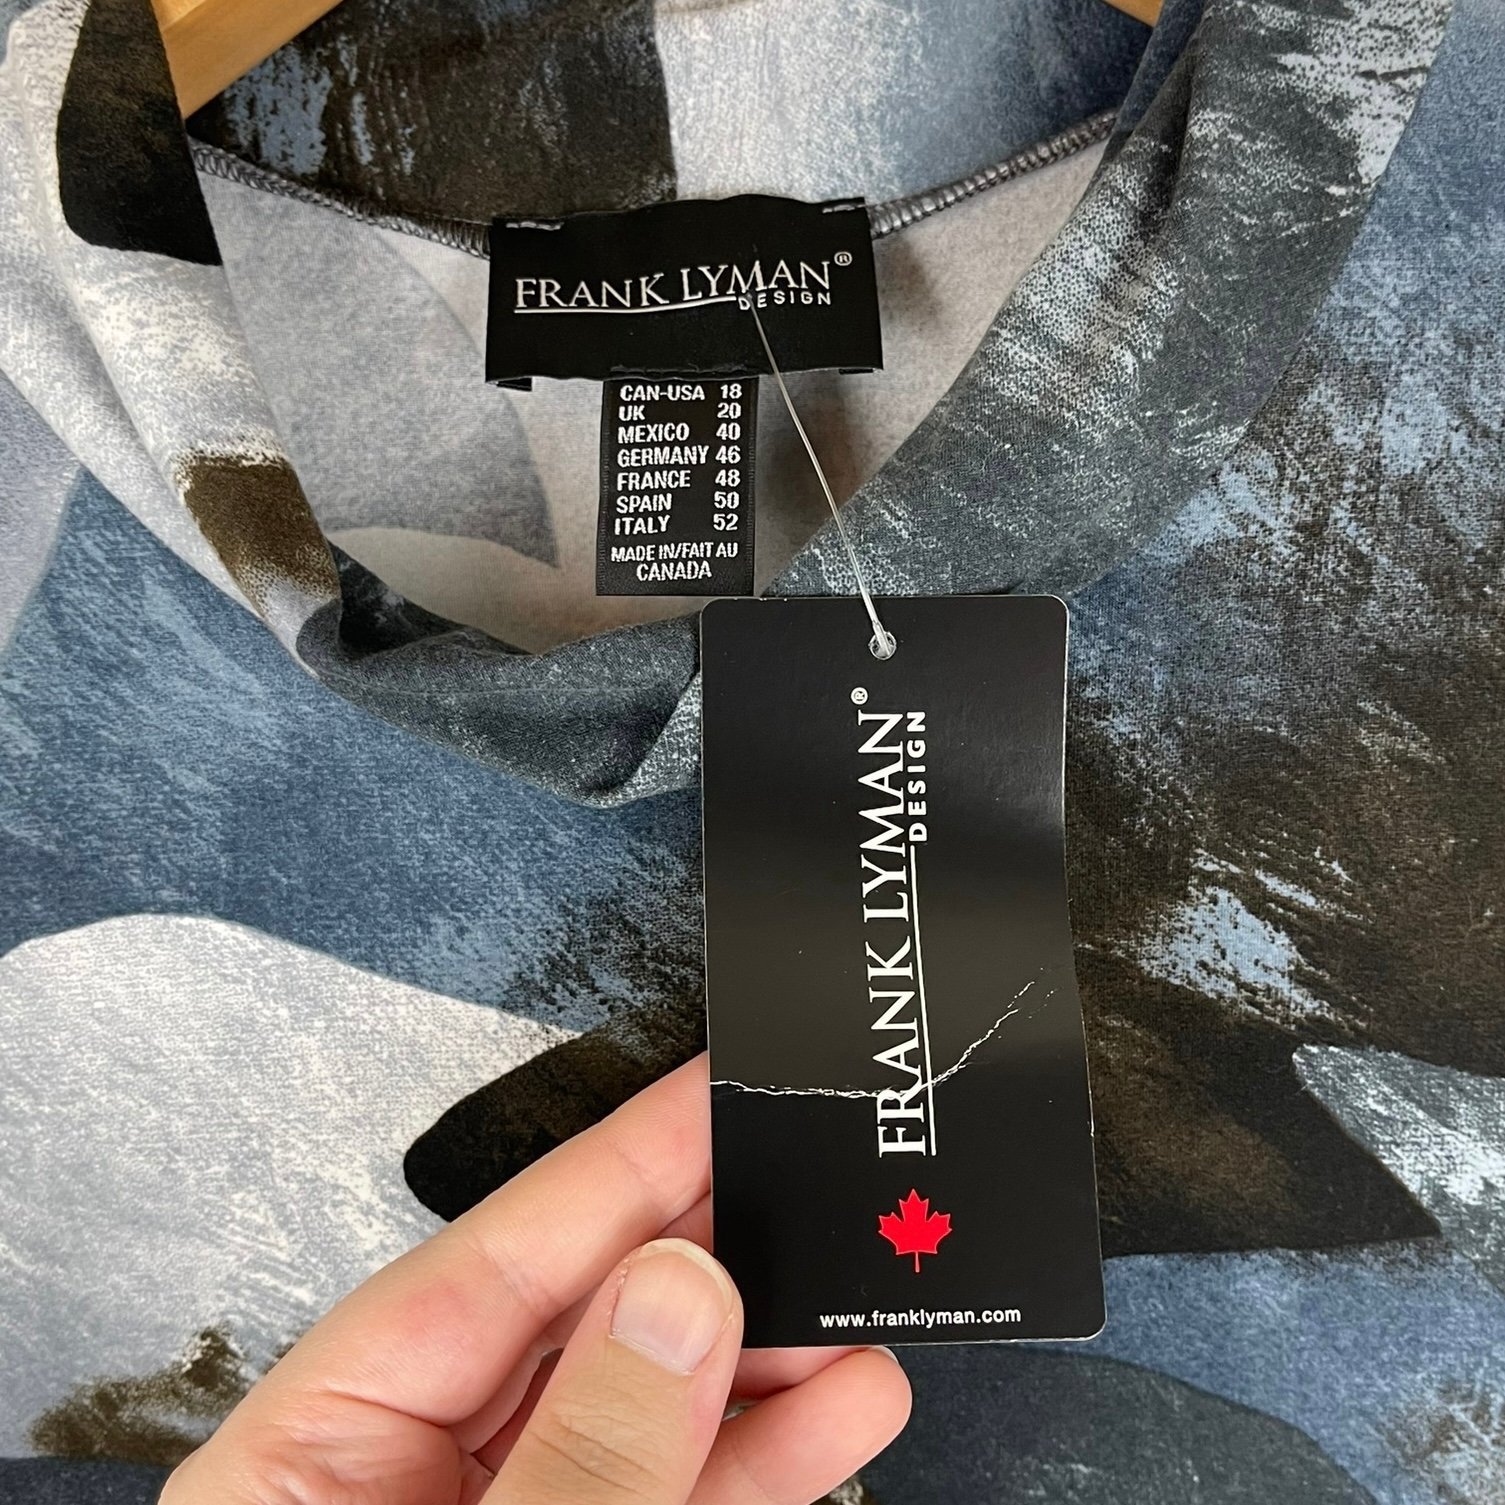 FRANK LYMAN®
DESIGN
CAN-USA 18
UK 20
MEXICO 40
GERMANY 46
FRANCE 48
SPAIN 50
ITALY 52
MADE IN/FAIT AU
CANADA
FRANK LYMAN®
DESIGN
www.franklyman.com